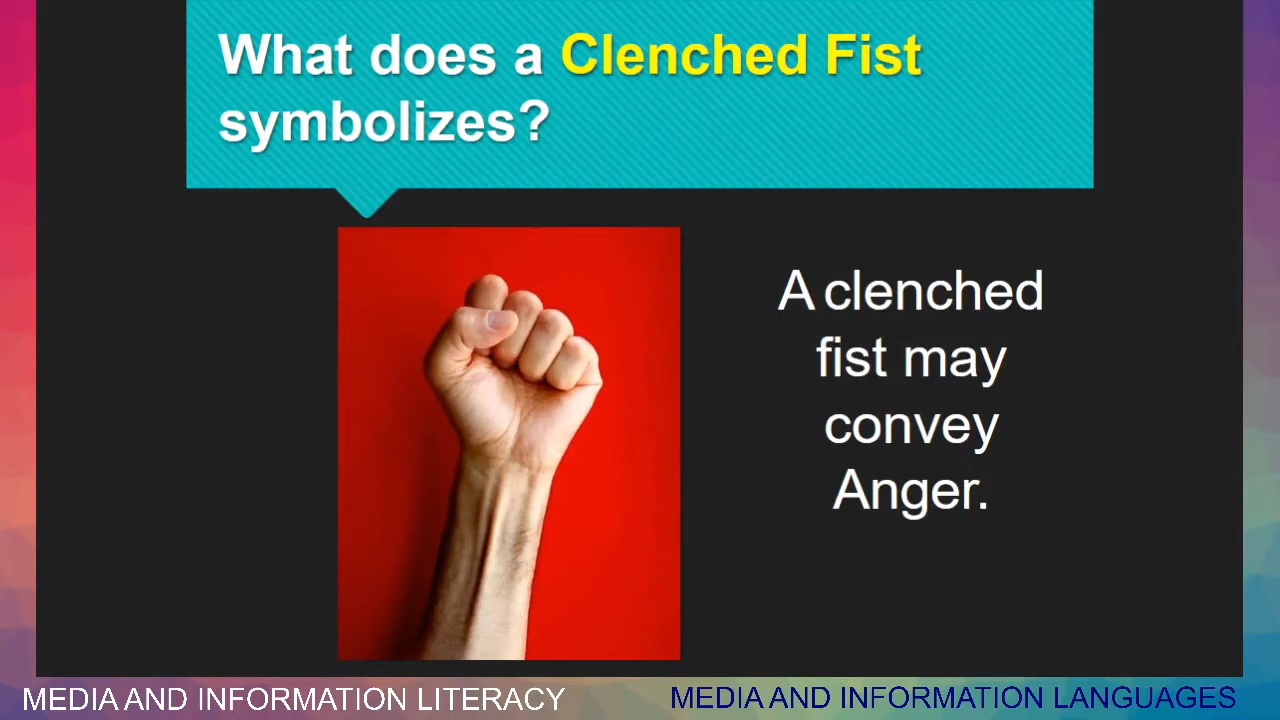 What does a Clenched Fist
symbolizes?
A clenched
fist may
convey
Anger.
MEDIA AND INFORMATION LITERACY
MEDIA AND INFORMATION LANGUAGES